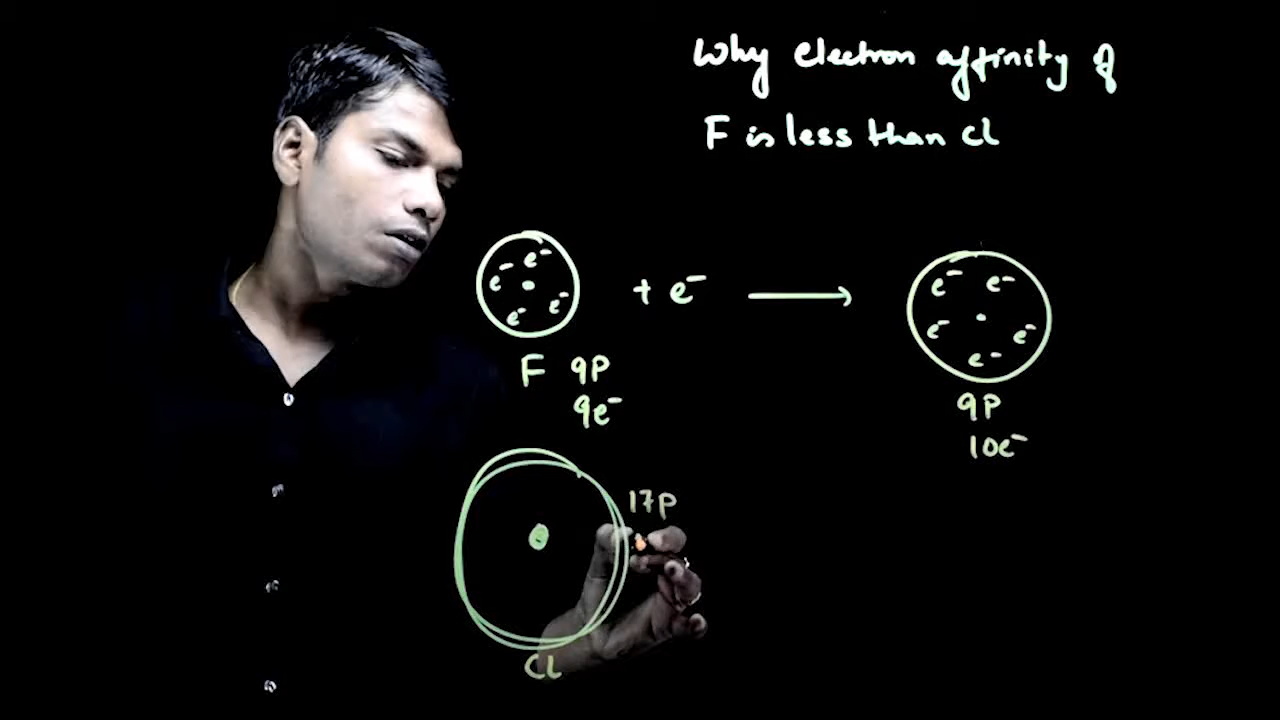 Why electron affinity of
F is less than Cl
e⁻ e⁻ e⁻ e⁻
+ e⁻ ⟶
e⁻ e⁻ e⁻ e⁻ e⁻
F 9P
9e⁻
9P
10e⁻
17P
Cl